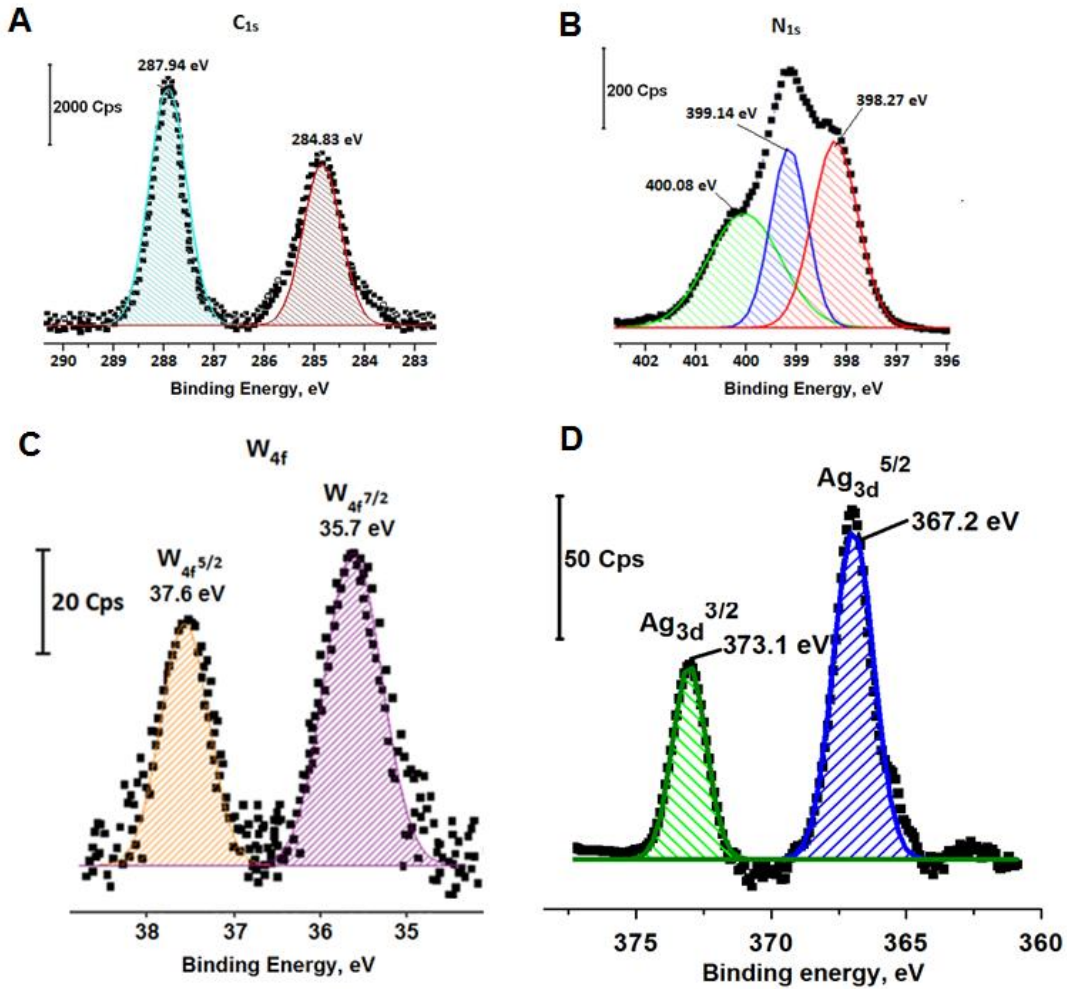 A
C1s
287.94 eV
2000 Cps
284.83 eV
290 289 288 287 286 285 284 283
Binding Energy, eV
B
N1s
200 Cps
399.14 eV
398.27 eV
400.08 eV
402 401 400 399 398 397 396
Binding Energy, eV
C
W4f
W4f7/2
35.7 eV
W4f5/2
37.6 eV
20 Cps
38 37 36 35
Binding Energy, eV
D
Ag3d5/2
367.2 eV
50 Cps
Ag3d3/2
373.1 eV
375 370 365 360
Binding energy, eV